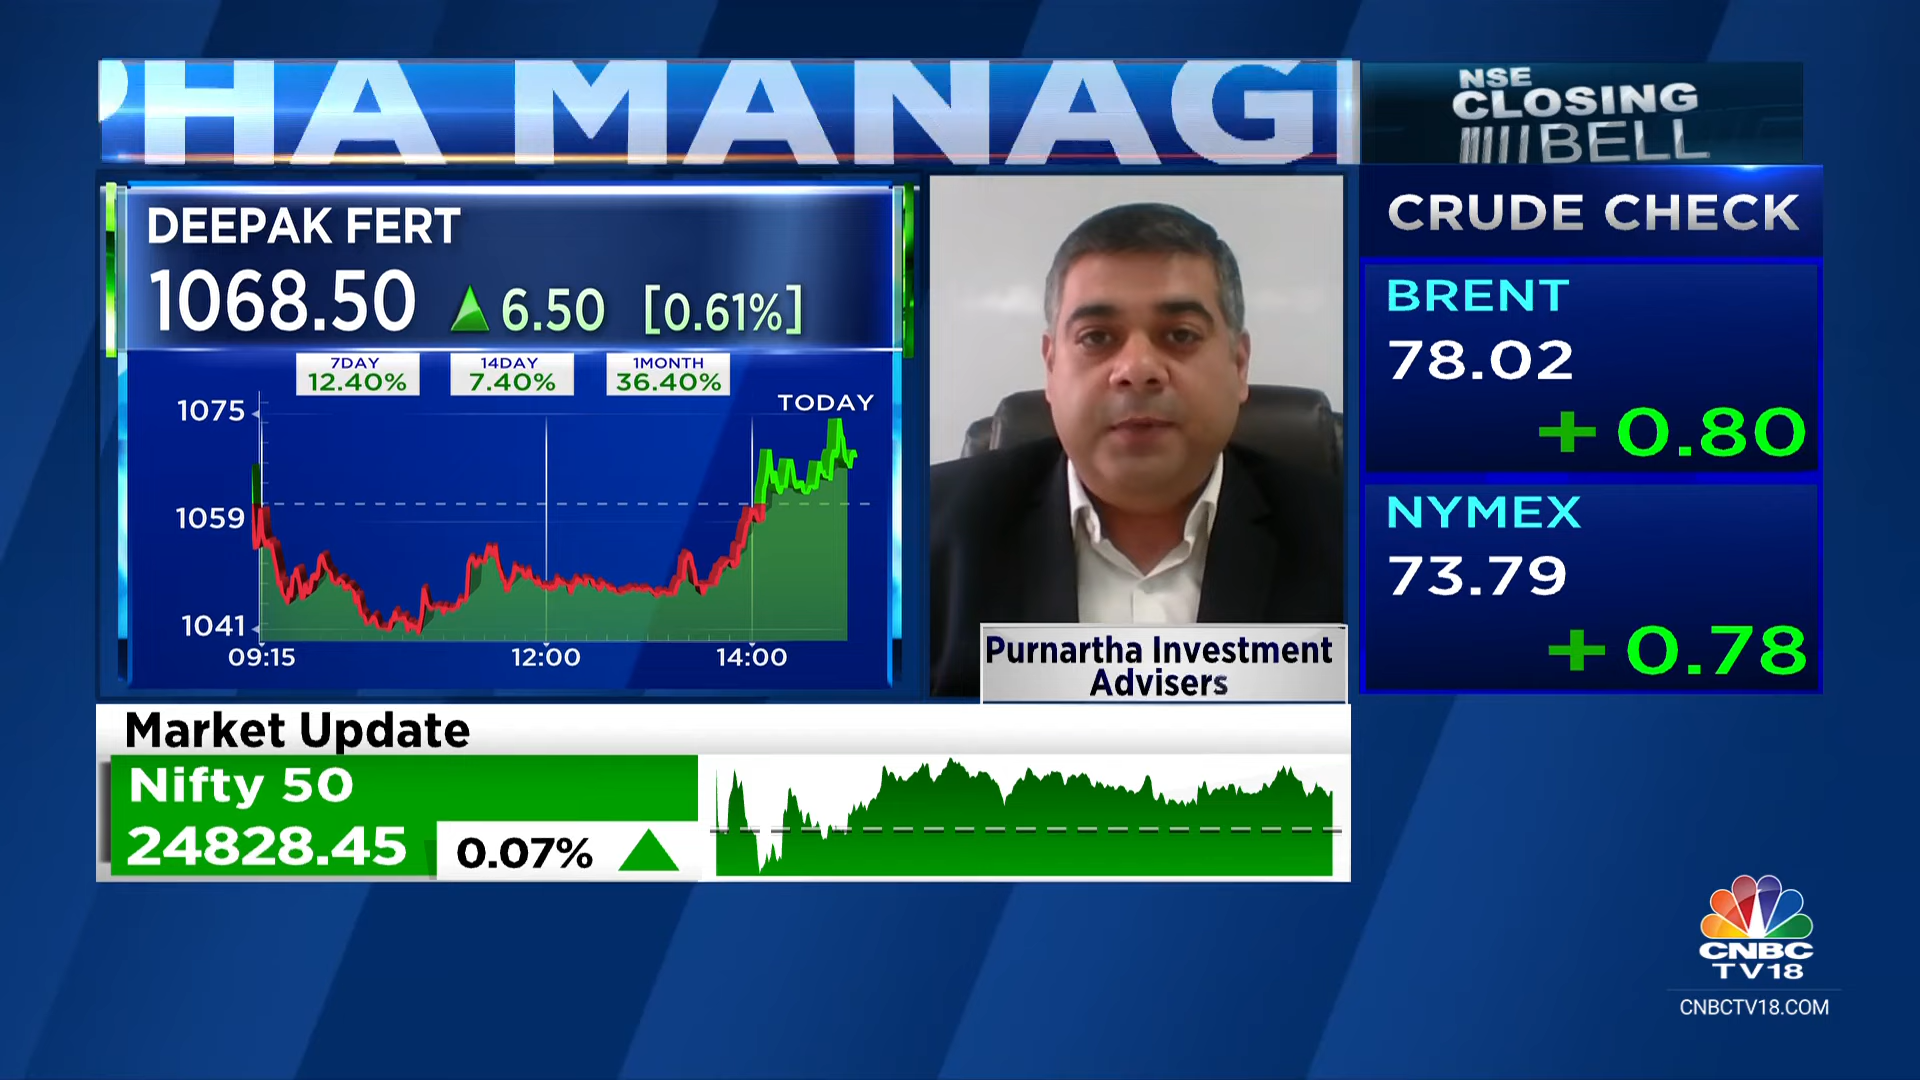 PHA MANAG
NSE
CLOSING
BELL
DEEPAK FERT
1068.50 ▲ 6.50 [0.61%]
7DAY
12.40%
14DAY
7.40%
1MONTH
36.40%
TODAY
1075
1059
1041
09:15
12:00
14:00
Purnartha Investment
Advisers
CRUDE CHECK
BRENT
78.02
+ 0.80
NYMEX
73.79
+ 0.78
Market Update
Nifty 50
24828.45
0.07% ▲
CNBC
TV18
CNBCTV18.COM